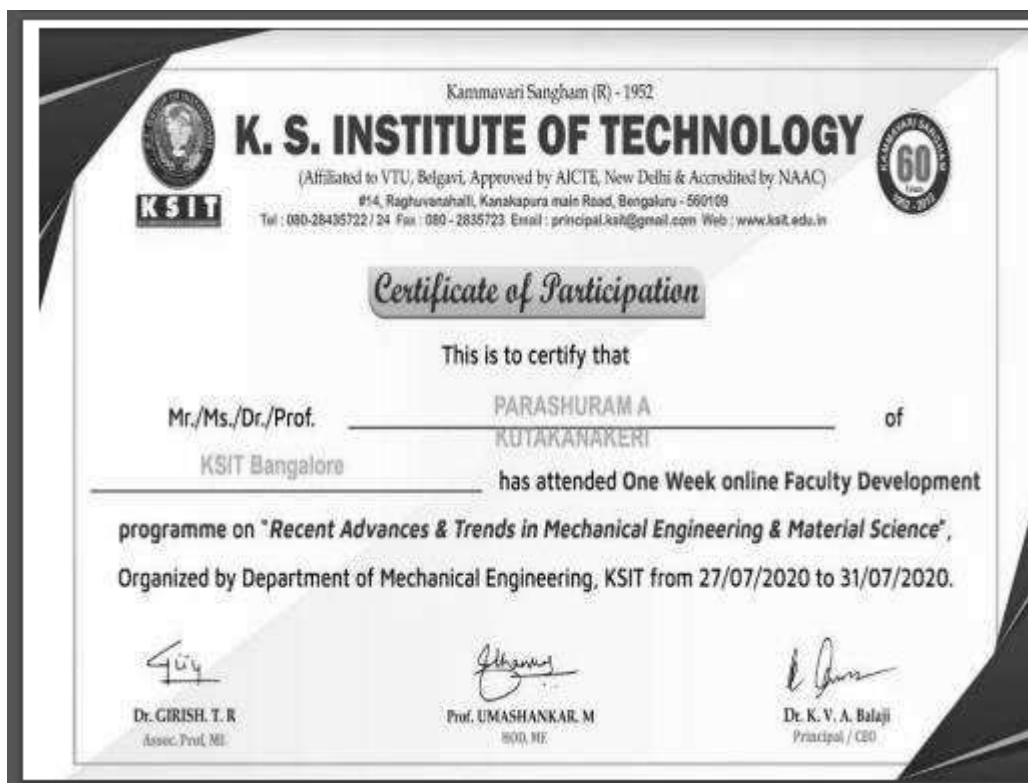 Kammavari Sangham (R) - 1952
K. S. INSTITUTE OF TECHNOLOGY
(Affiliated to VTU, Belgavi, Approved by AICTE, New Delhi & Accredited by NAAC)
#14, Raghuvanahalli, Kanakapura main Road, Bengaluru - 560109
Tel : 080-28435722 / 24 Fax : 080 - 2835723 Email : principal.ksit@gmail.com Web : www.ksit.edu.in
KSIT
KAMMAVARI SANGHAM
60
Certificate of Participation
This is to certify that
Mr./Ms./Dr./Prof. PARASHURAM A of
KUTAKANAKERI
KSIT Bangalore has attended One Week online Faculty Development
programme on "Recent Advances & Trends in Mechanical Engineering & Material Science",
Organized by Department of Mechanical Engineering, KSIT from 27/07/2020 to 31/07/2020.
Dr. GIRISH. T. R Prof. UMASHANKAR. M Dr. K. V. A. Balaji
Assoc. Prof, ME HOD, ME Principal / CEO